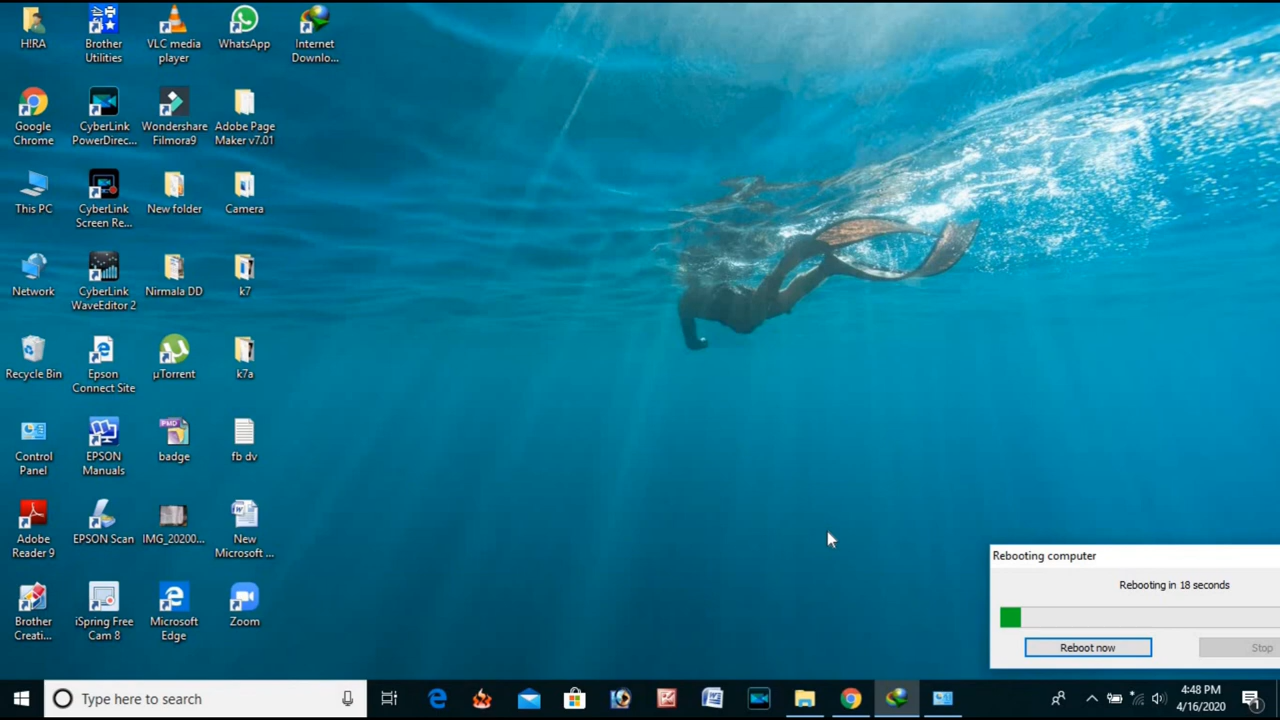 H!RA
Brother
Utilities
VLC media
player
WhatsApp
Internet
Downlo...
Google
Chrome
CyberLink
PowerDirec...
Wondershare
Filmora9
Adobe Page
Maker v7.01
This PC
CyberLink
Screen Re...
New folder
Camera
Network
CyberLink
WaveEditor 2
Nirmala DD
k7
Recycle Bin
Epson
Connect Site
µTorrent
k7a
Control
Panel
EPSON
Manuals
PMD
badge
fb dv
Adobe
Reader 9
EPSON Scan
IMG_20200...
New
Microsoft ...
Brother
Creati...
iSpring Free
Cam 8
Microsoft
Edge
Zoom
Rebooting computer
Rebooting in 18 seconds
Reboot now
Stop
Type here to search
4:48 PM
4/16/2020
1